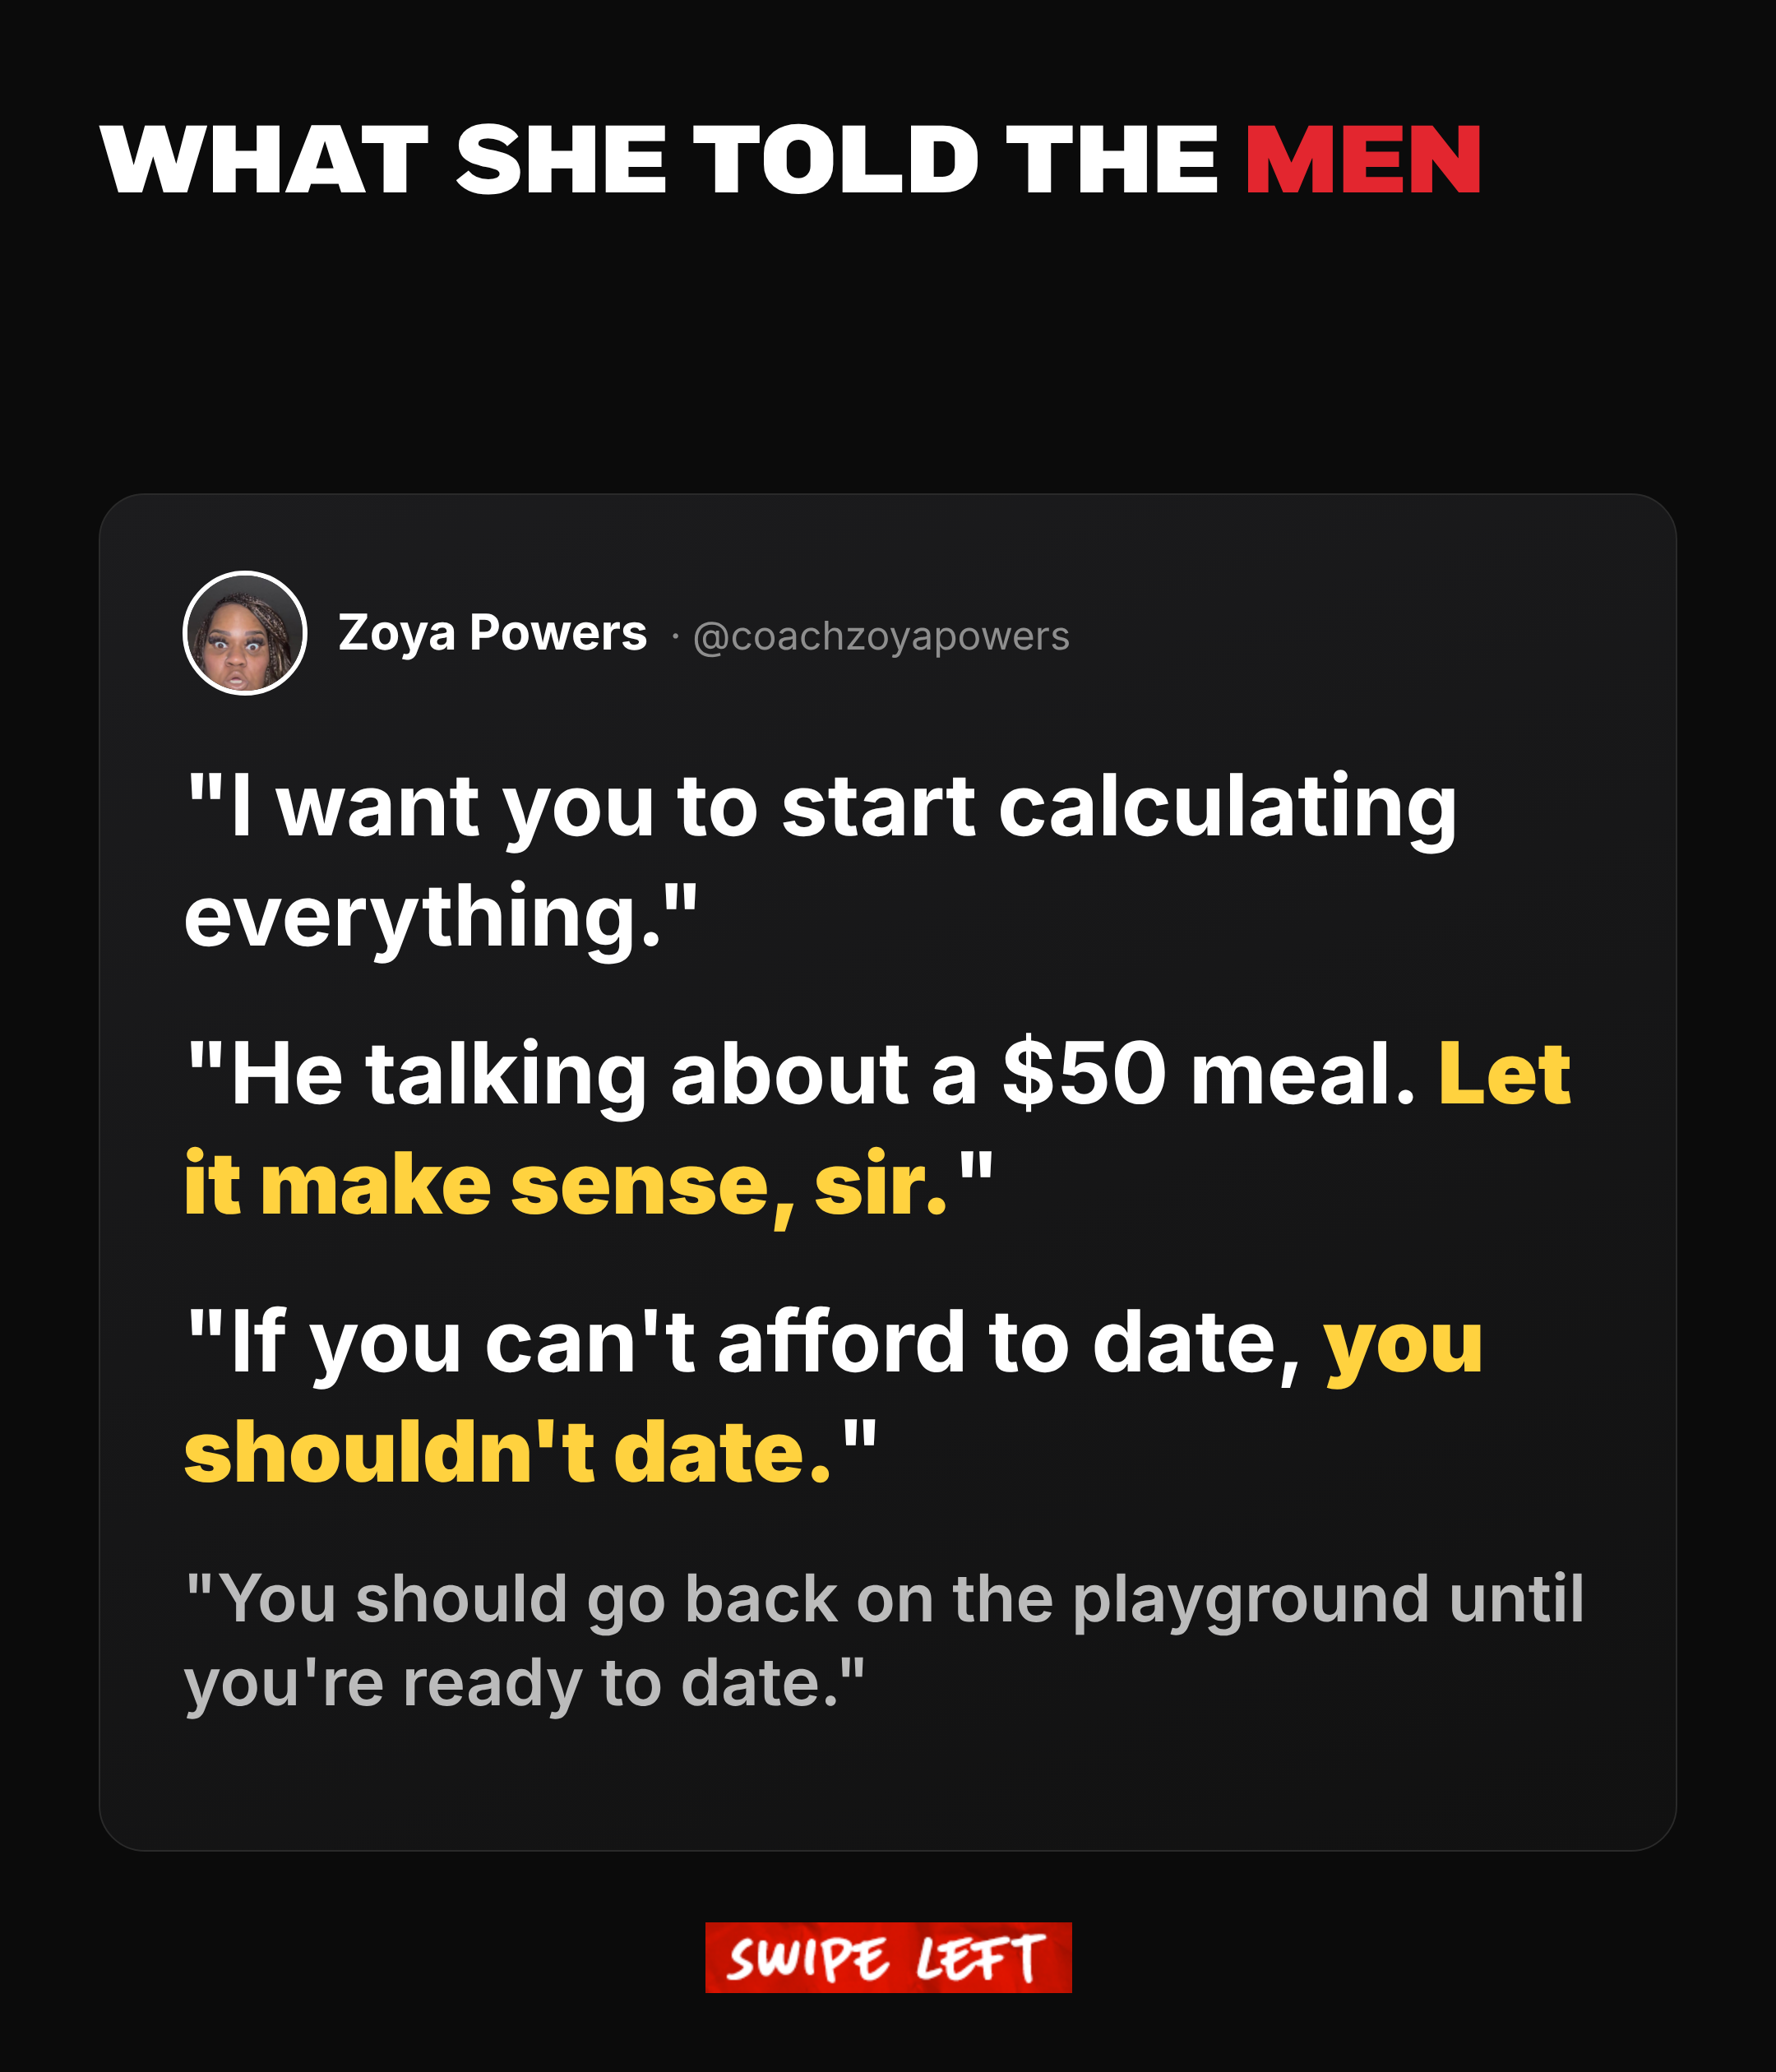 WHAT SHE TOLD THE MEN
Zoya Powers · @coachzoyapowers
"I want you to start calculating
everything."
"He talking about a $50 meal. Let
it make sense, sir."
"If you can't afford to date, you
shouldn't date."
"You should go back on the playground until
you're ready to date."
SWIPE LEFT